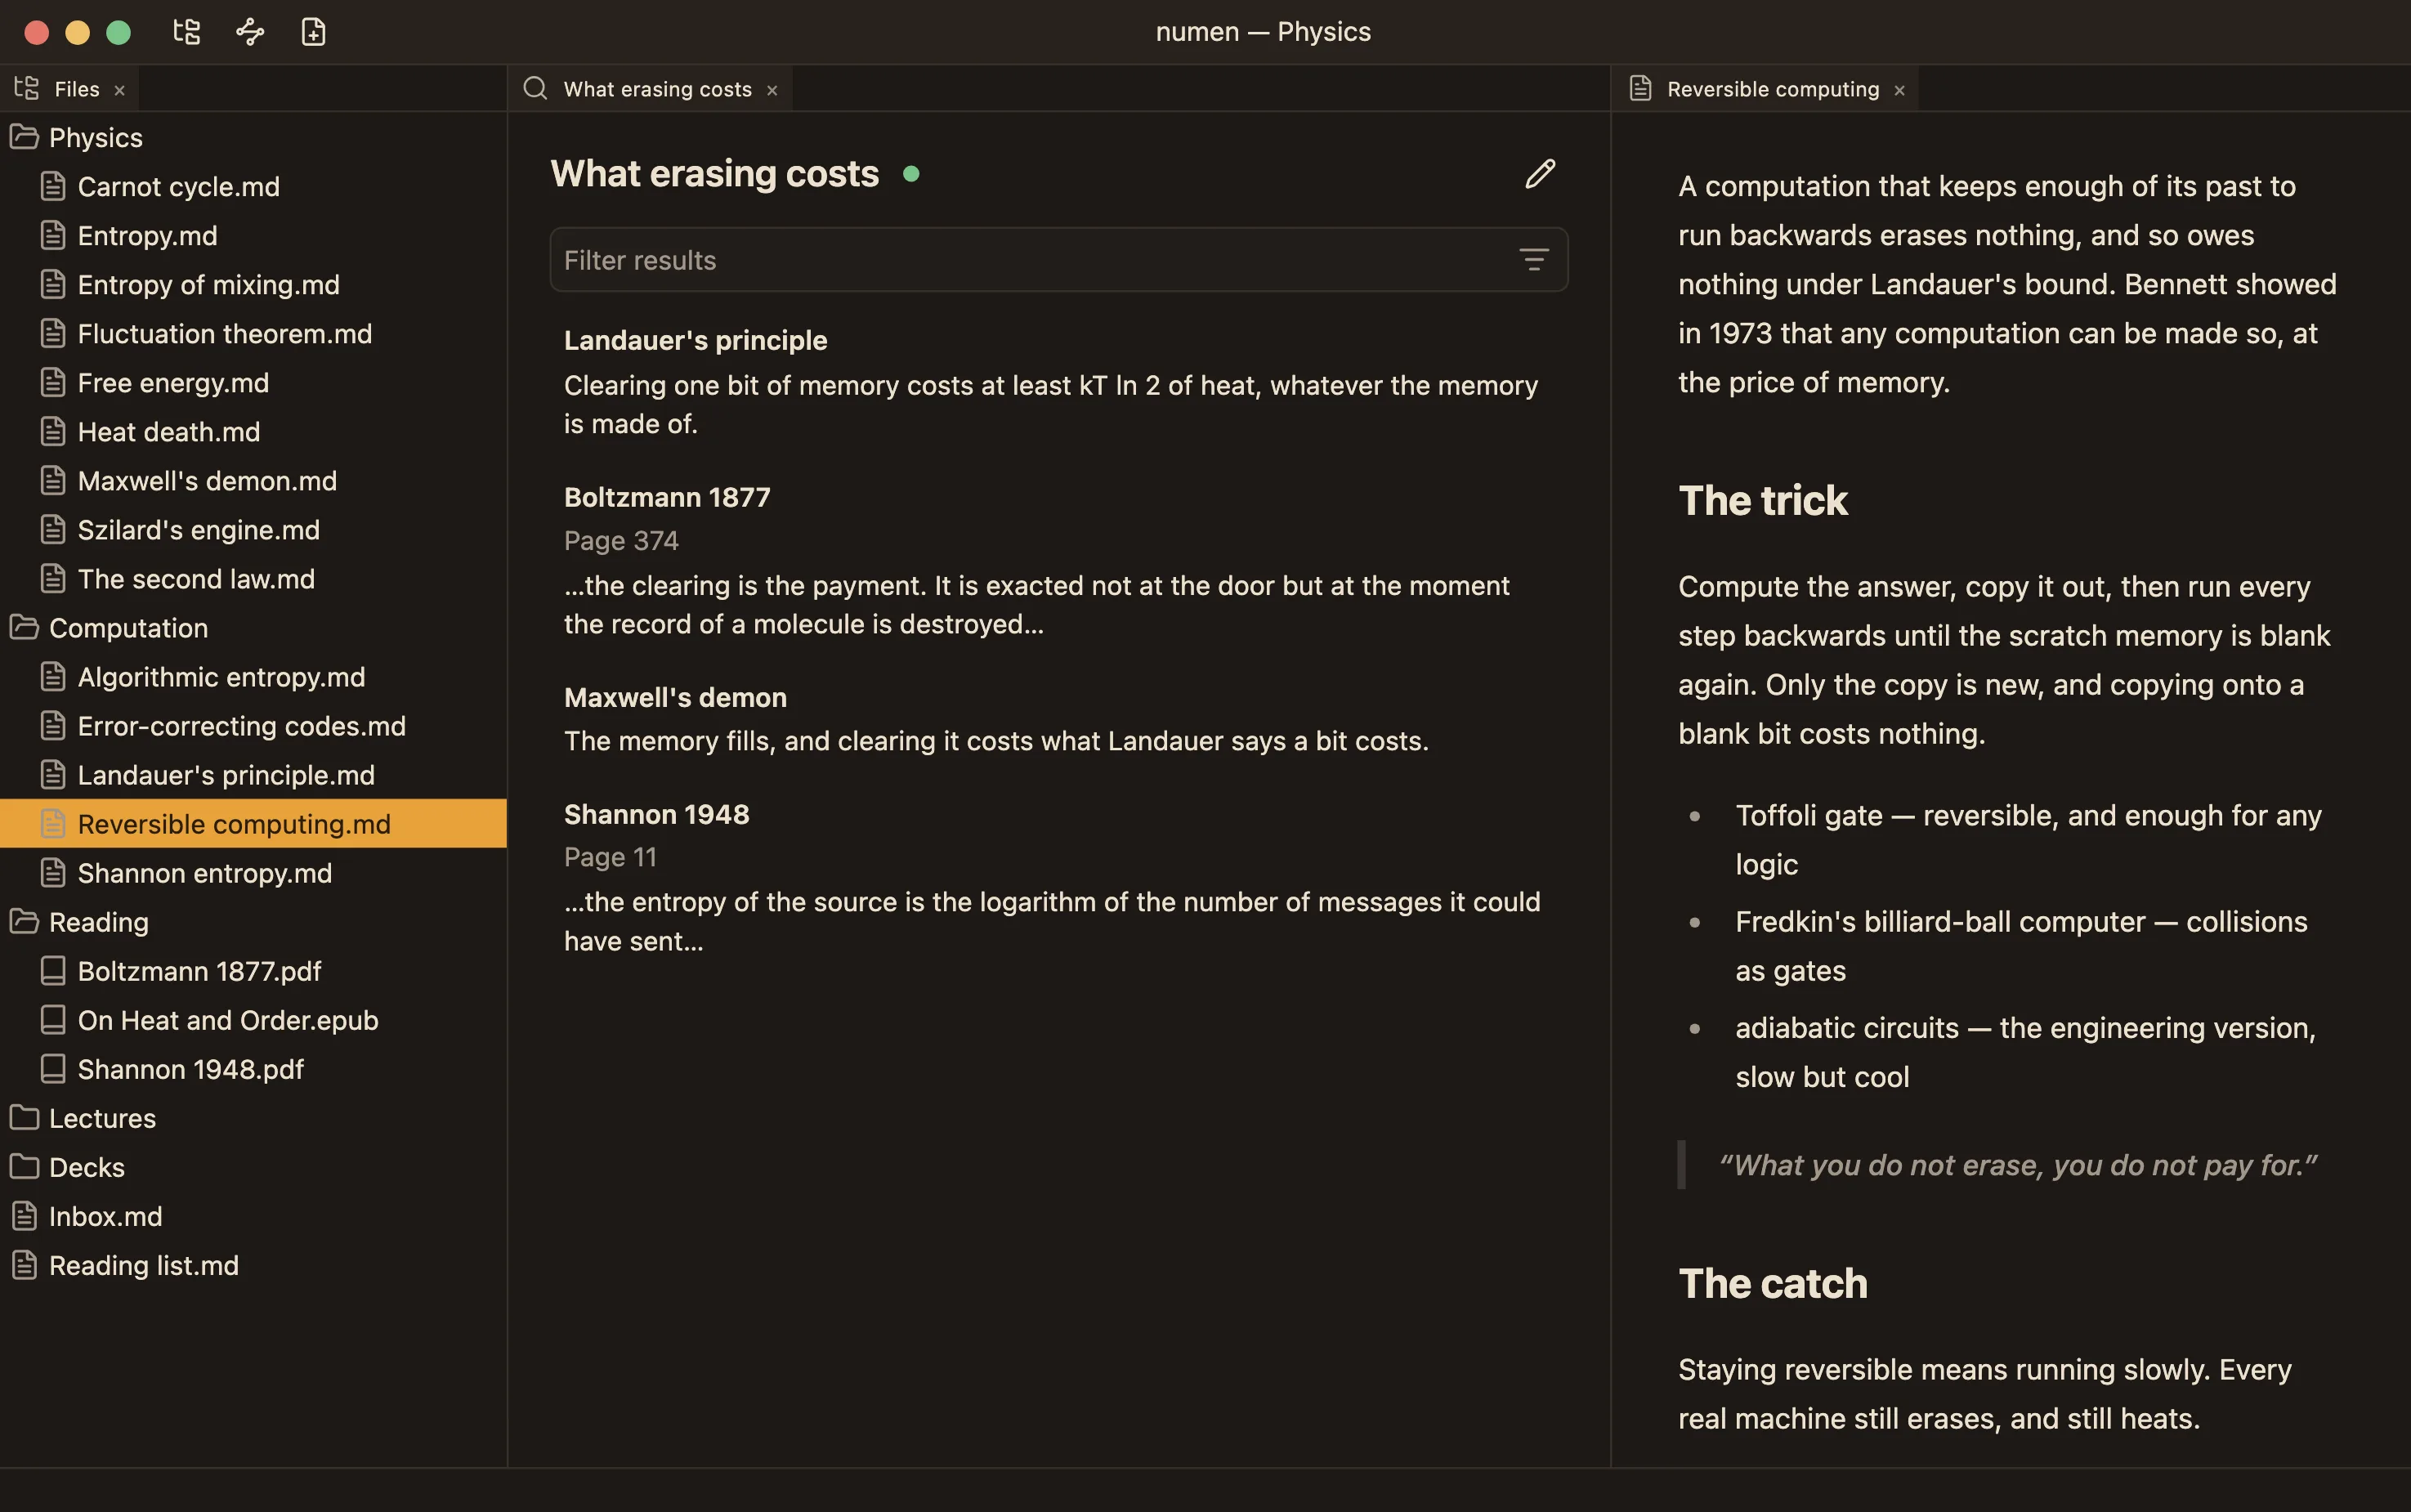 numen — Physics
Files
Physics
Carnot cycle.md
Entropy.md
Entropy of mixing.md
Fluctuation theorem.md
Free energy.md
Heat death.md
Maxwell's demon.md
Szilard's engine.md
The second law.md
Computation
Algorithmic entropy.md
Error-correcting codes.md
Landauer's principle.md
Reversible computing.md
Shannon entropy.md
Reading
Boltzmann 1877.pdf
On Heat and Order.epub
Shannon 1948.pdf
Lectures
Decks
Inbox.md
Reading list.md
What erasing costs
What erasing costs
Filter results
Landauer's principle
Clearing one bit of memory costs at least kT ln 2 of heat, whatever the memory
is made of.
Boltzmann 1877
Page 374
…the clearing is the payment. It is exacted not at the door but at the moment
the record of a molecule is destroyed…
Maxwell's demon
The memory fills, and clearing it costs what Landauer says a bit costs.
Shannon 1948
Page 11
…the entropy of the source is the logarithm of the number of messages it could
have sent…
Reversible computing
A computation that keeps enough of its past to
run backwards erases nothing, and so owes
nothing under Landauer's bound. Bennett showed
in 1973 that any computation can be made so, at
the price of memory.
The trick
Compute the answer, copy it out, then run every
step backwards until the scratch memory is blank
again. Only the copy is new, and copying onto a
blank bit costs nothing.
• Toffoli gate — reversible, and enough for any
logic
• Fredkin's billiard-ball computer — collisions
as gates
• adiabatic circuits — the engineering version,
slow but cool
“What you do not erase, you do not pay for.”
The catch
Staying reversible means running slowly. Every
real machine still erases, and still heats.